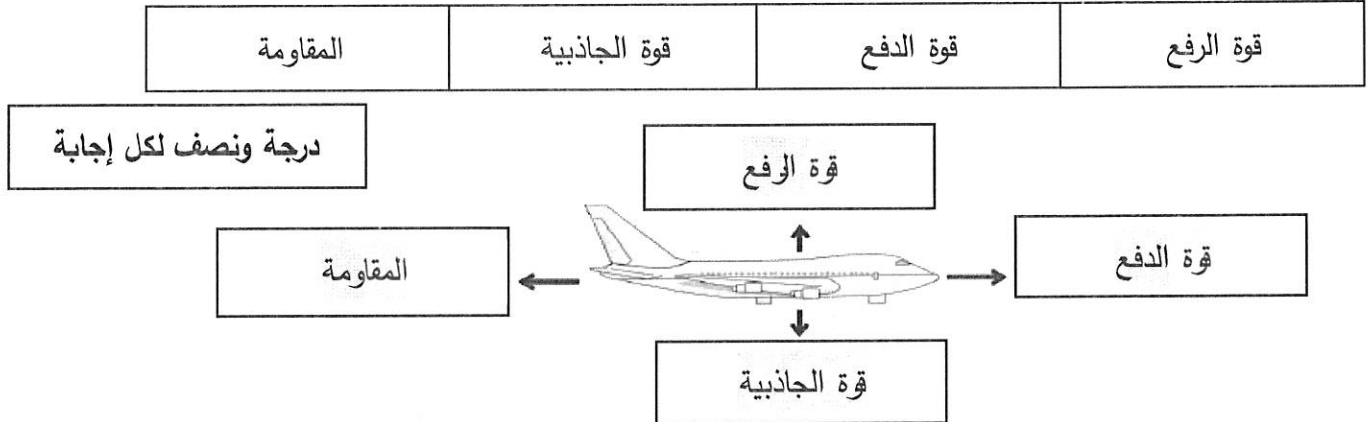 قوة الرفع قوة الدفع قوة الجاذبية المقاومة
درجة ونصف لكل إجابة
قوة الرفع
قوة الدفع
المقاومة
قوة الجاذبية